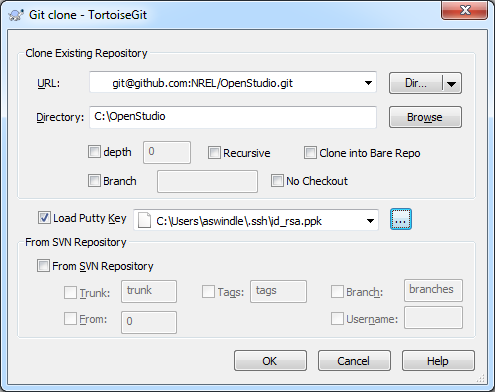 Git clone - TortoiseGit
Clone Existing Repository
URL: git@github.com:NREL/OpenStudio.git Dir...
Directory: C:\OpenStudio Browse
depth 0 Recursive Clone into Bare Repo
Branch No Checkout
Load Putty Key C:\Users\aswindle\.ssh\id_rsa.ppk ...
From SVN Repository
From SVN Repository
Trunk: trunk Tags: tags Branch: branches
From: 0 Username:
OK Cancel Help